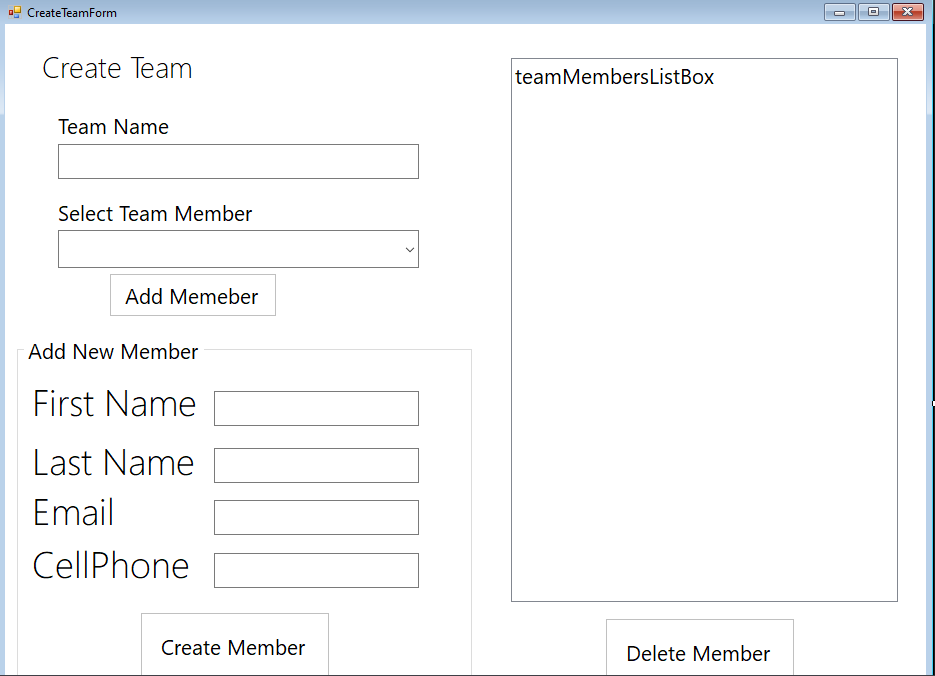 CreateTeamForm
Create Team
Team Name
Select Team Member
Add Memeber
Add New Member
First Name
Last Name
Email
CellPhone
Create Member
teamMembersListBox
Delete Member